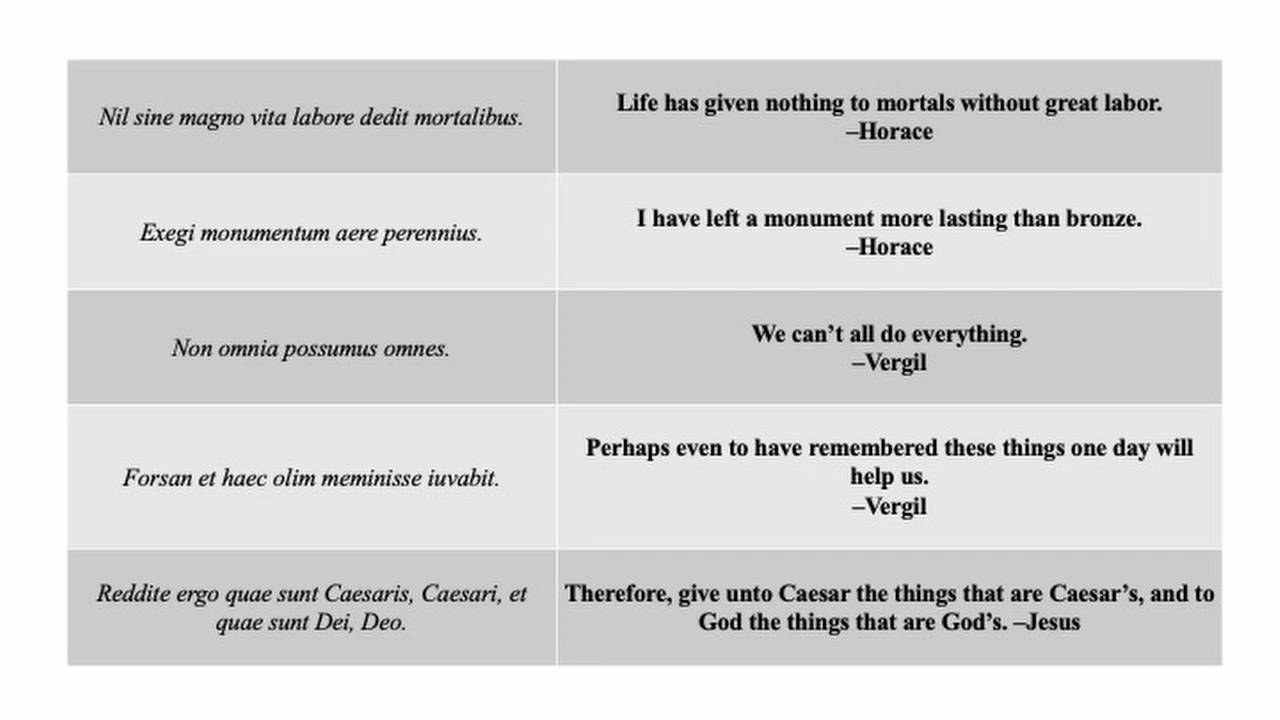 Nil sine magno vita labore dedit mortalibus.
Life has given nothing to mortals without great labor.
–Horace
Exegi monumentum aere perennius.
I have left a monument more lasting than bronze.
–Horace
Non omnia possumus omnes.
We can’t all do everything.
–Vergil
Forsan et haec olim meminisse iuvabit.
Perhaps even to have remembered these things one day will
help us.
–Vergil
Reddite ergo quae sunt Caesaris, Caesari, et
quae sunt Dei, Deo.
Therefore, give unto Caesar the things that are Caesar’s, and to
God the things that are God’s. –Jesus